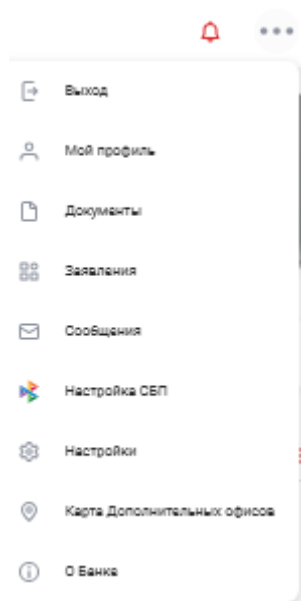 Выход
Мой профиль
Документы
Заявления
Сообщения
Настройка СБП
Настройки
Карта Дополнительных офисов
О Банке